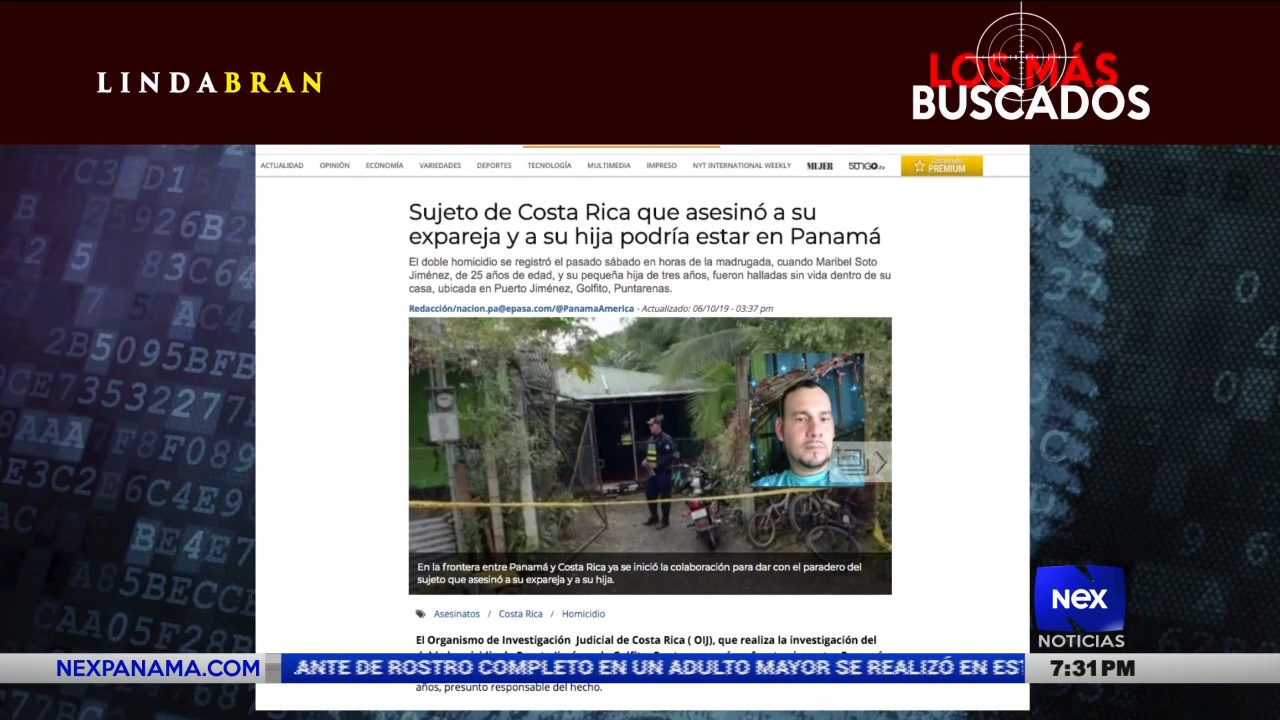 LINDABRAN
LOS MÁS
BUSCADOS
ACTUALIDAD OPINIÓN ECONOMÍA VARIEDADES DEPORTES TECNOLOGÍA MULTIMEDIA IMPRESO NYT INTERNATIONAL WEEKLY MUJER
Contenido
PREMIUM
Sujeto de Costa Rica que asesinó a su
expareja y a su hija podría estar en Panamá
El doble homicidio se registró el pasado sábado en horas de la madrugada, cuando Maribel Soto
Jiménez, de 25 años de edad, y su pequeña hija de tres años, fueron halladas sin vida dentro de su
casa, ubicada en Puerto Jiménez, Golfito, Puntarenas.
Redacción/nacion.pa@epasa.com/@PanamaAmerica - Actualizado: 06/10/19 - 03:37 pm
En la frontera entre Panamá y Costa Rica ya se inició la colaboración para dar con el paradero del
sujeto que asesinó a su expareja y a su hija.
Asesinatos / Costa Rica / Homicidio
El Organismo de Investigación Judicial de Costa Rica ( OIJ), que realiza la investigación del
años, presunto responsable del hecho.
NEX
NOTICIAS
NEXPANAMA.COM
ANTE DE ROSTRO COMPLETO EN UN ADULTO MAYOR SE REALIZÓ EN EST
7:31 PM